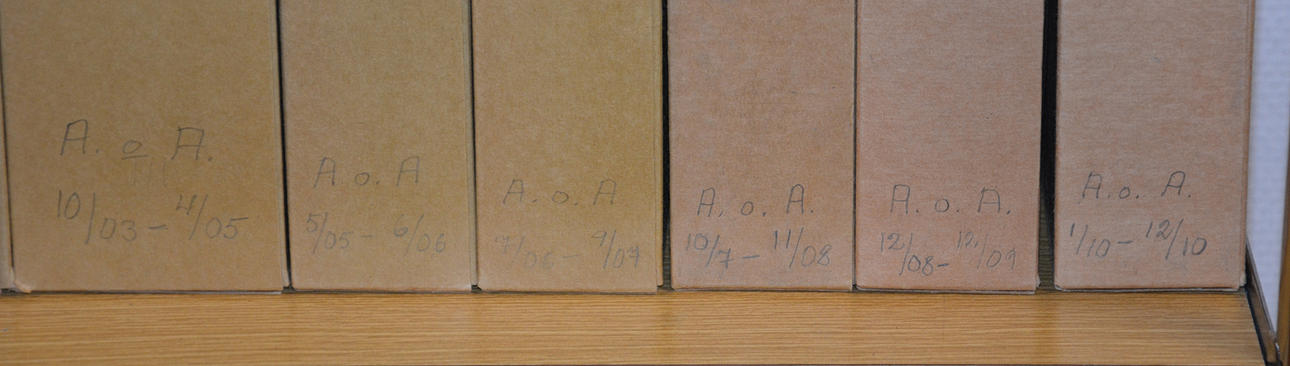 A. o A.
10/03 - 4/05
A o. A
5/05 - 6/06
A. o. A
7/06 - 9/07
A. o. A.
10/7 - 11/08
A. o. A.
12/08 - 12/09
A. o. A.
1/10 - 12/10